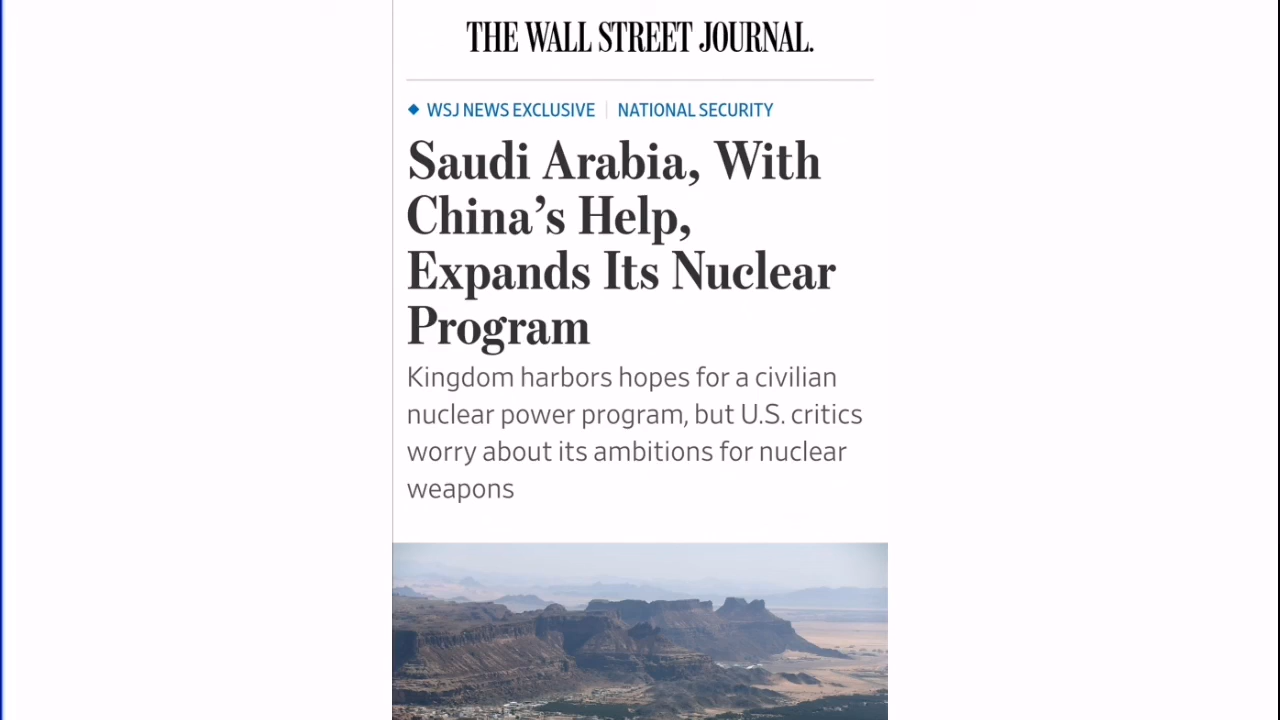 THE WALL STREET JOURNAL.
WSJ NEWS EXCLUSIVE | NATIONAL SECURITY
Saudi Arabia, With
China’s Help,
Expands Its Nuclear
Program
Kingdom harbors hopes for a civilian
nuclear power program, but U.S. critics
worry about its ambitions for nuclear
weapons